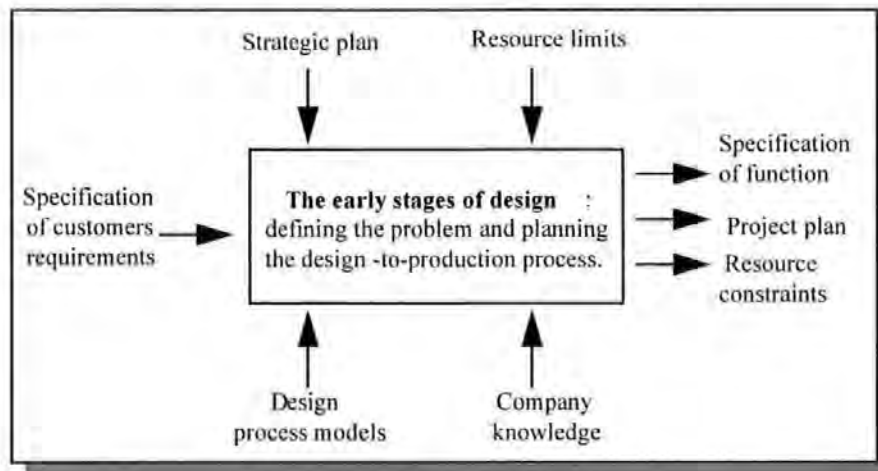 Strategic plan
Resource limits
Specification
of customers
requirements
The early stages of design :
defining the problem and planning
the design -to-production process.
Specification
of function
Project plan
Resource
constraints
Design
process models
Company
knowledge